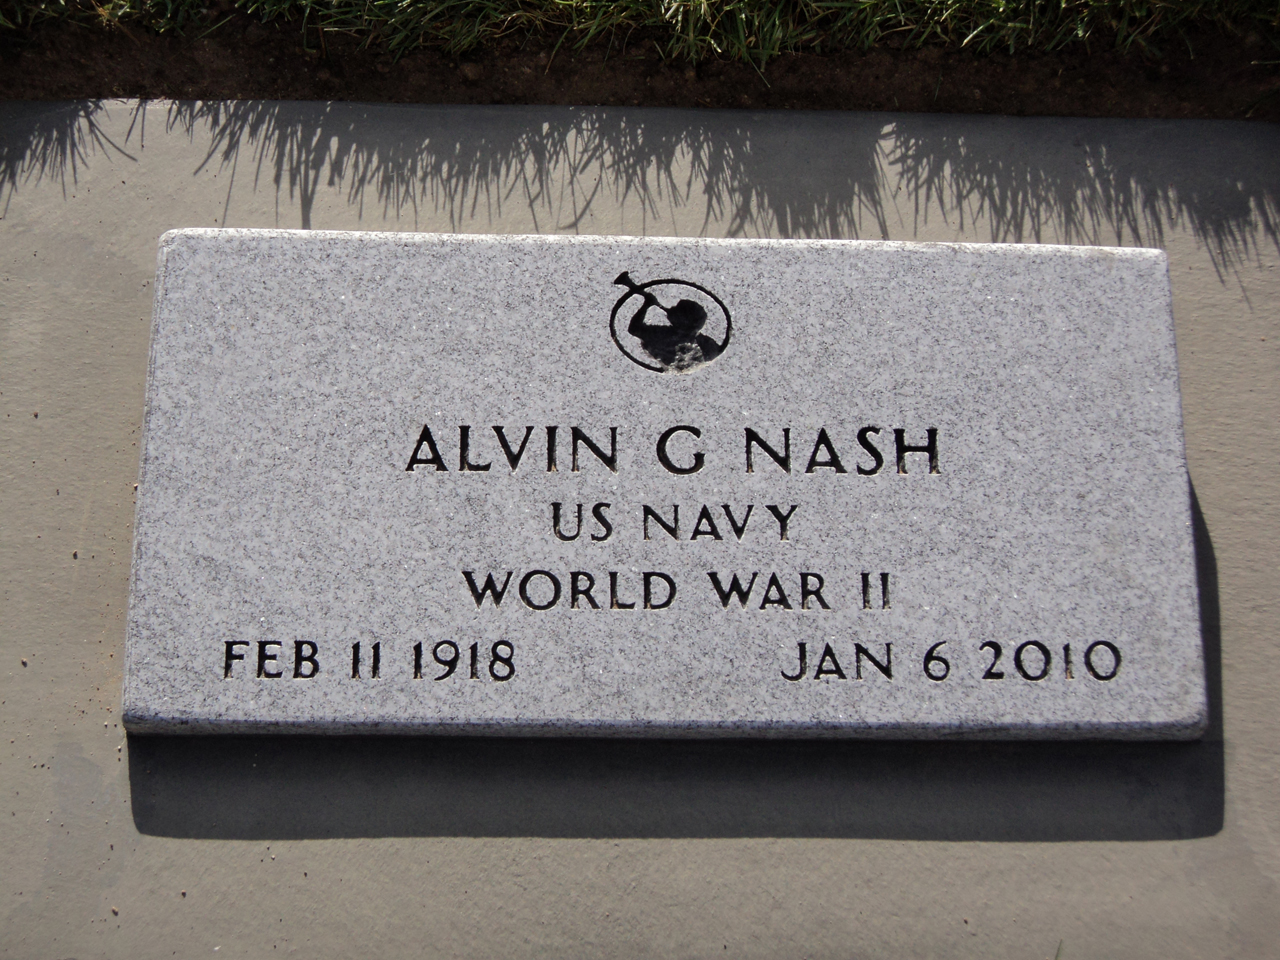 ALVIN G NASH
US NAVY
WORLD WAR II
FEB 11 1918 JAN 6 2010